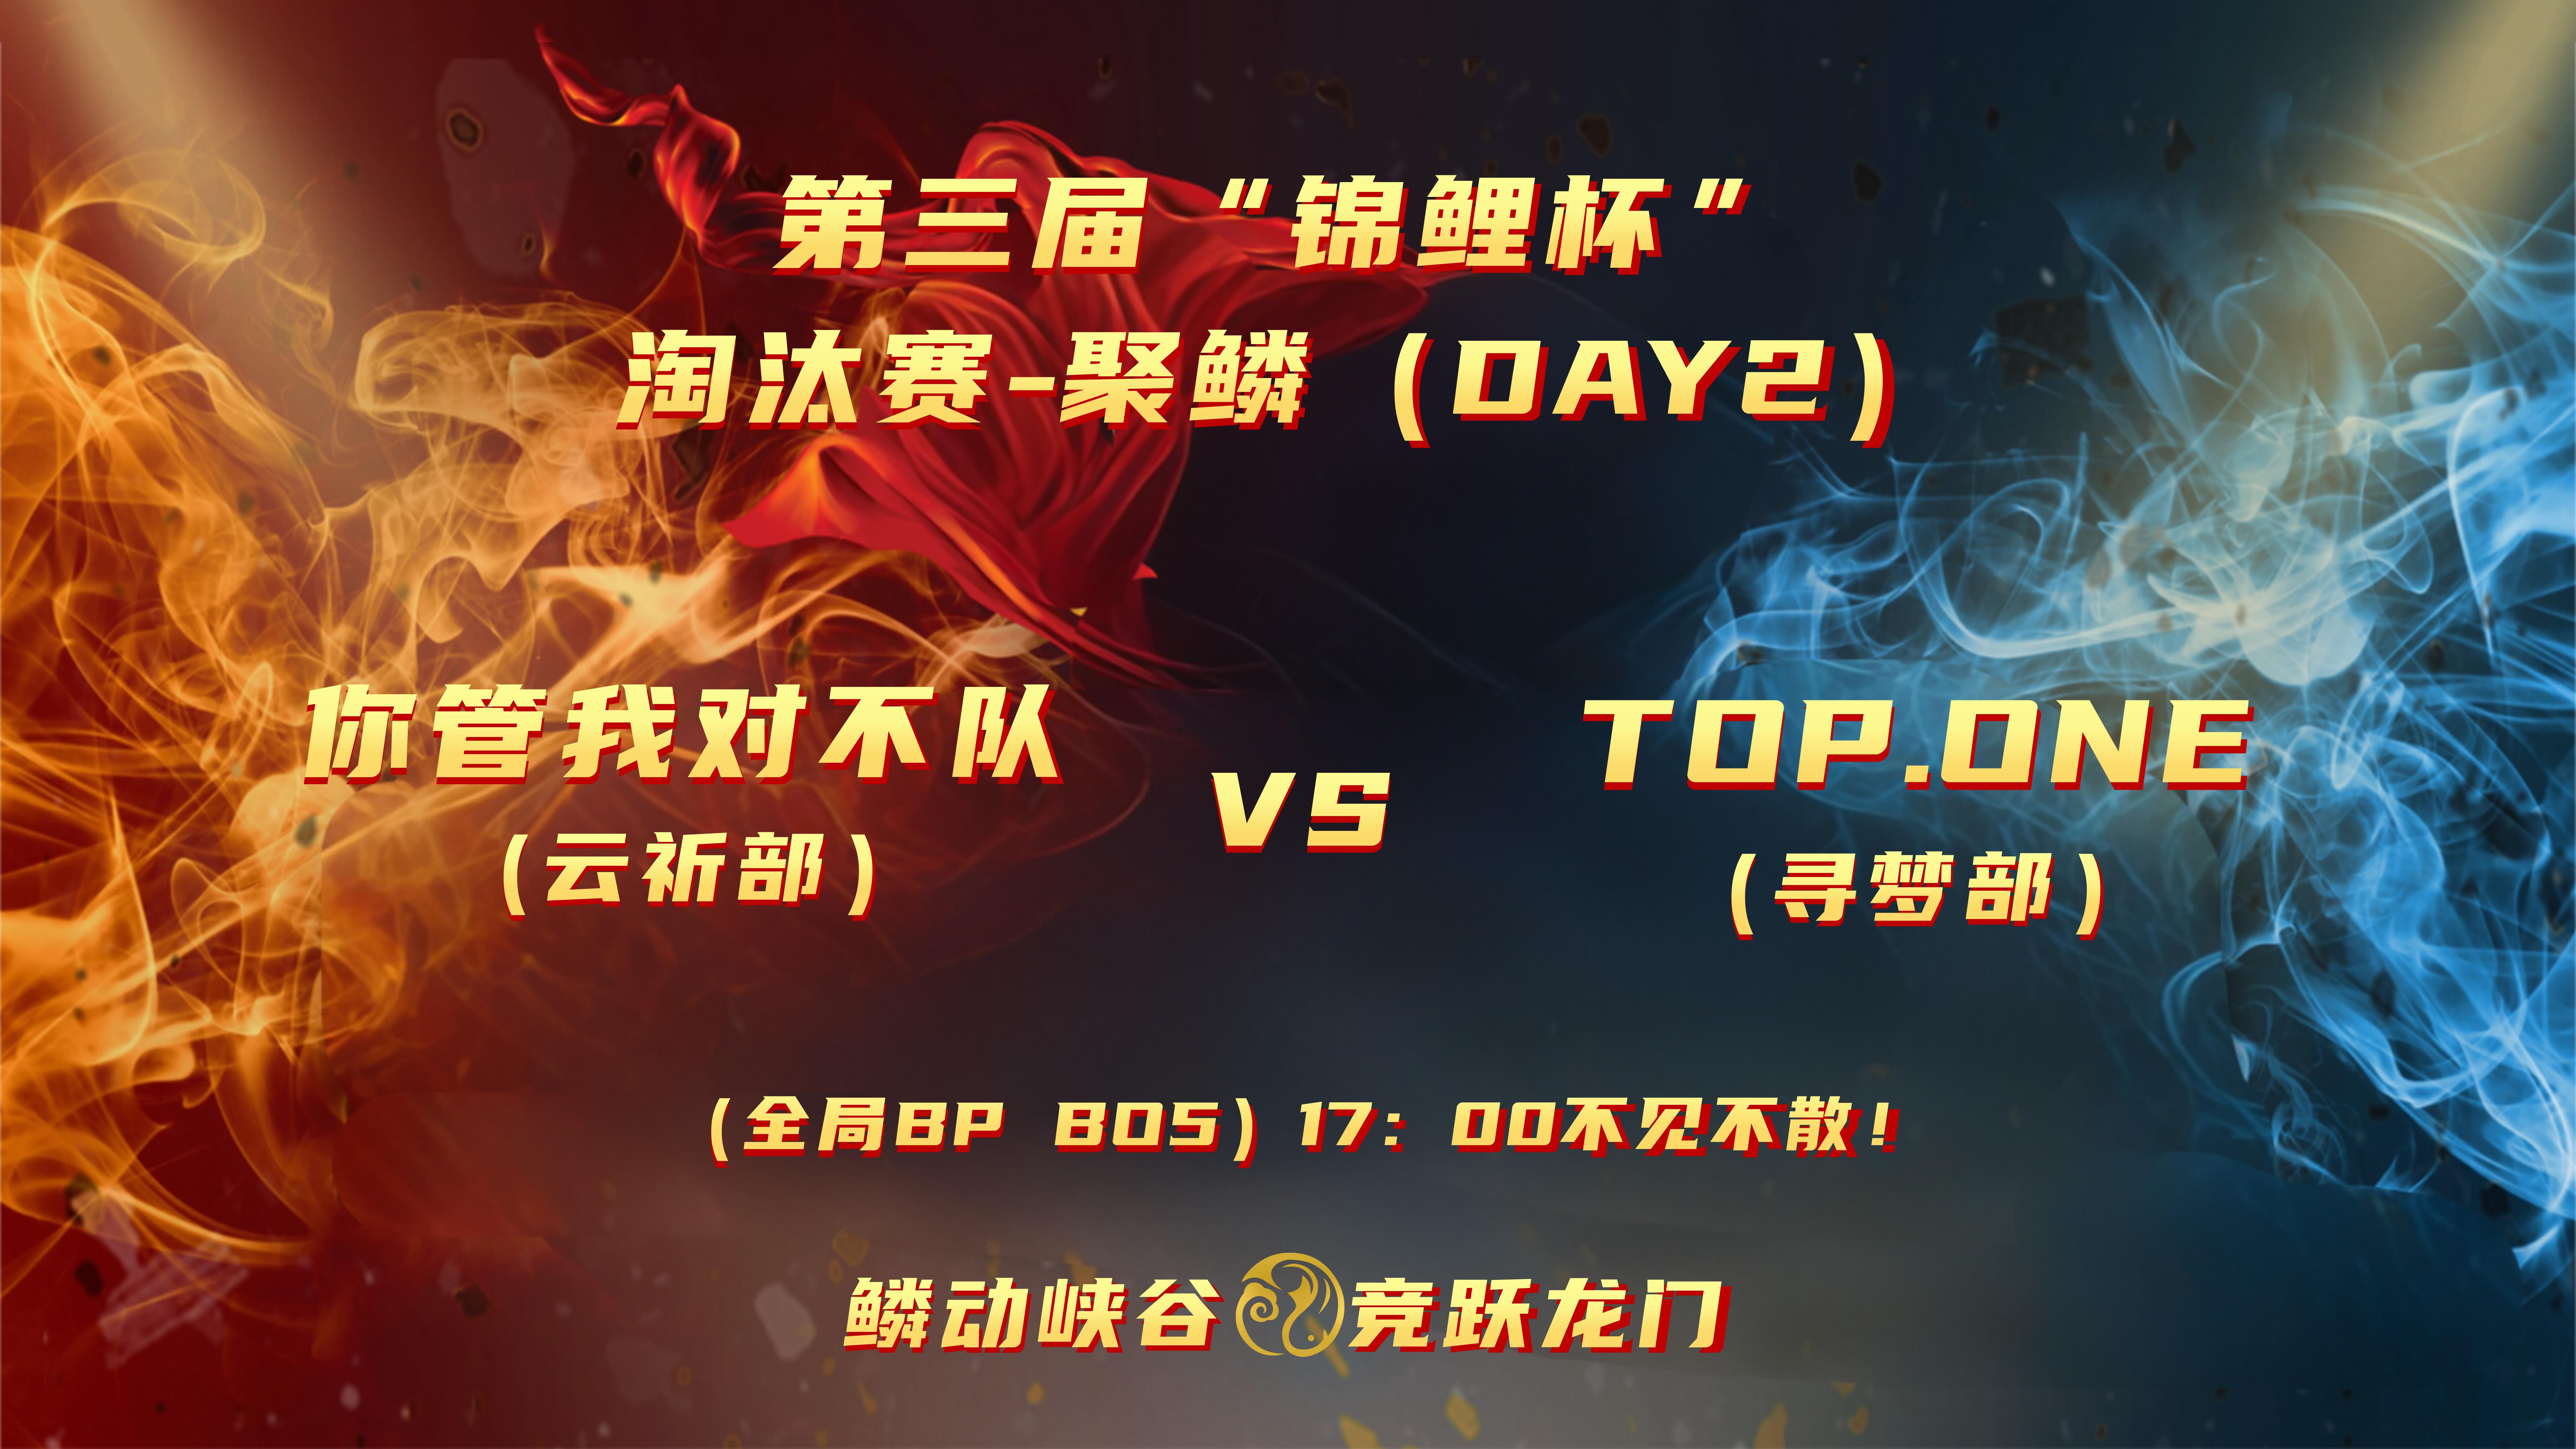 第三届“锦鲤杯”
淘汰赛-聚鳞（DAY2）
你管我对不队
（云祈部）
VS
TOP.ONE
（寻梦部）
（全局BP BO5）17：00不见不散！
鳞动峡谷 竞跃龙门